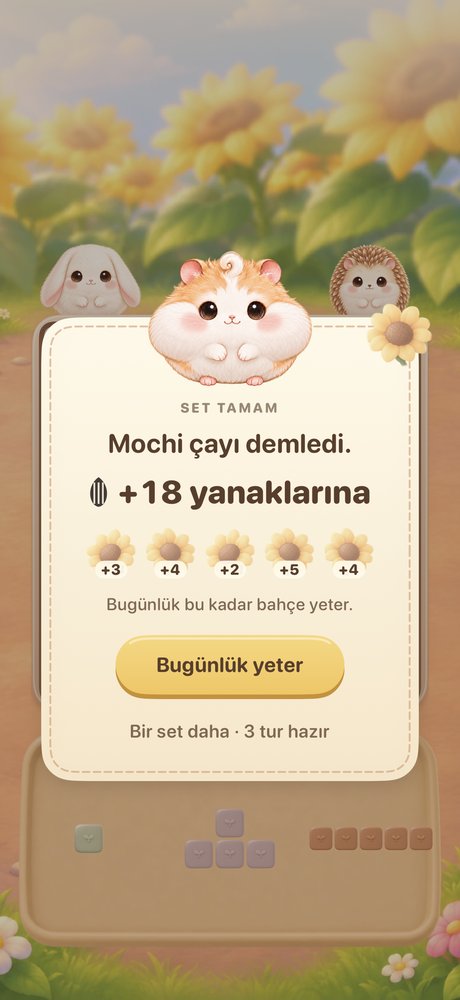 SET TAMAM
Mochi çayı demledi.
+18 yanaklarına
+3 +4 +2 +5 +4
Bugünlük bu kadar bahçe yeter.
Bugünlük yeter
Bir set daha · 3 tur hazır